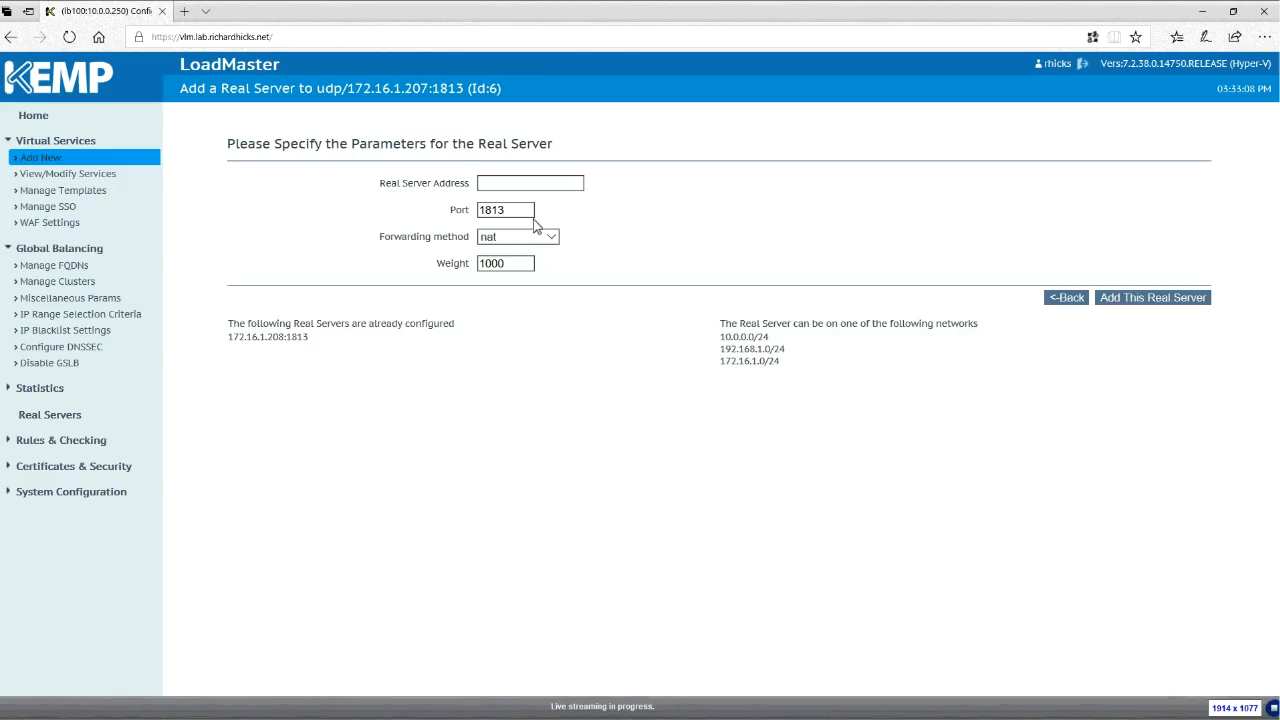 (ib100:10.0.0.250) Confi
https://vlm.lab.richardhicks.net/
KEMP
LoadMaster
rhicks
Vers:7.2.38.0.14750.RELEASE (Hyper-V)
Add a Real Server to udp/172.16.1.207:1813 (Id:6)
03:33:08 PM
Home
Virtual Services
Add New
View/Modify Services
Manage Templates
Manage SSO
WAF Settings
Global Balancing
Manage FQDNs
Manage Clusters
Miscellaneous Params
IP Range Selection Criteria
IP Blacklist Settings
Configure DNSSEC
Disable GSLB
Statistics
Real Servers
Rules & Checking
Certificates & Security
System Configuration
Please Specify the Parameters for the Real Server
Real Server Address
Port 1813
Forwarding method nat
Weight 1000
<-Back
Add This Real Server
The following Real Servers are already configured
172.16.1.208:1813
The Real Server can be on one of the following networks
10.0.0.0/24
192.168.1.0/24
172.16.1.0/24
Live streaming in progress.
1914 x 1077